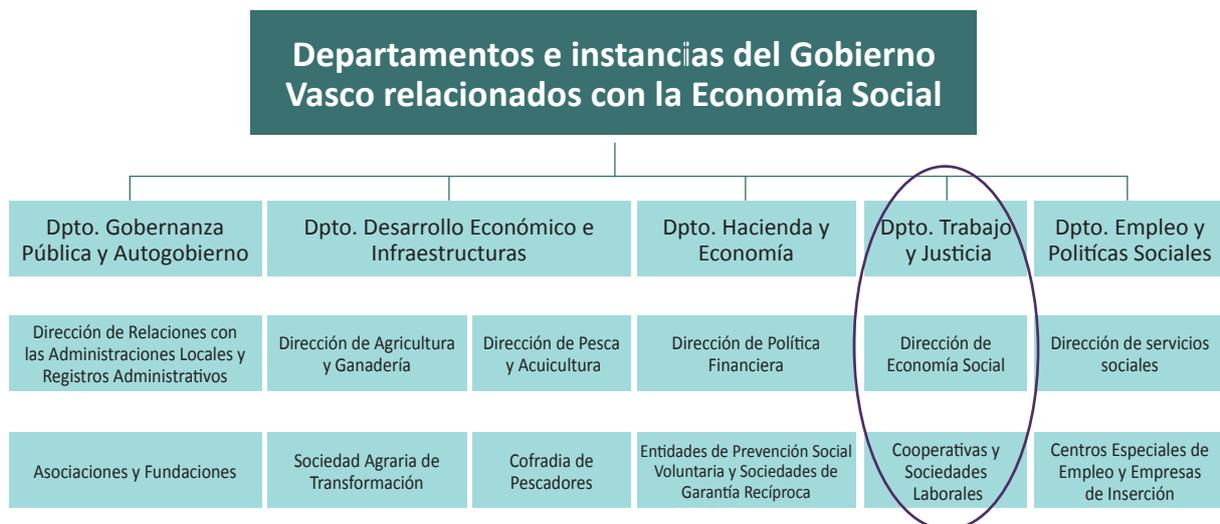 Departamentos e instancias del Gobierno
Vasco relacionados con la Economía Social
Dpto. Gobernanza
Pública y Autogobierno
Dpto. Desarrollo Económico e
Infraestructuras
Dpto. Hacienda y
Economía
Dpto. Trabajo
y Justicia
Dpto. Empleo y
Politícas Sociales
Dirección de Relaciones con
las Administraciones Locales y
Registros Administrativos
Dirección de Agricultura
y Ganadería
Dirección de Pesca
y Acuicultura
Dirección de Política
Financiera
Dirección de
Economía Social
Dirección de servicios
sociales
Asociaciones y Fundaciones
Sociedad Agraria de
Transformación
Cofradia de
Pescadores
Entidades de Prevención Social
Voluntaria y Sociedades de
Garantía Recíproca
Cooperativas y
Sociedades
Laborales
Centros Especiales de
Empleo y Empresas
de Inserción